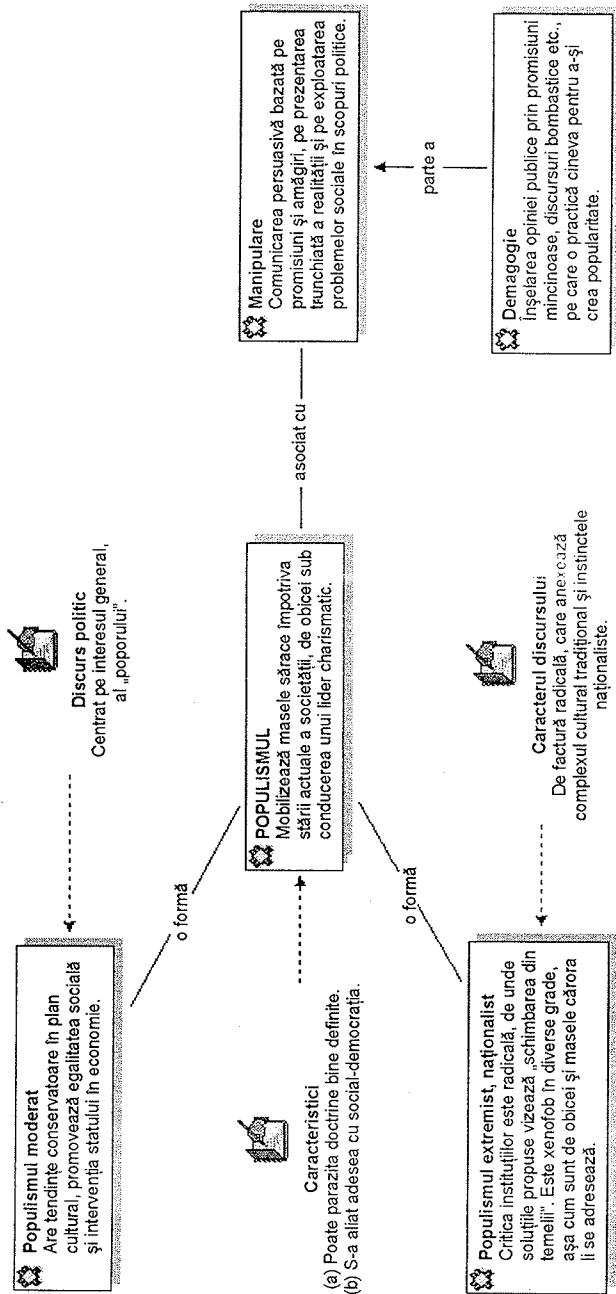 Populismul moderat
Are tendințe conservatoare în plan
cultural, promovează egalitatea socială
și intervenția statului în economie.
Discurs politic
Centrat pe interesul general,
al „poporului”.
o formă
Caracteristici
(a) Poate parazita doctrine bine definite.
(b) S-a aliat adesea cu social-democrația.
POPULISMUL
Mobilizează masele sărace împotriva
stării actuale a societății, de obicei sub
conducerea unui lider charismatic.
asociat cu
Manipulare
Comunicarea persuasivă bazată pe
promisiuni și amăgiri, pe prezentarea
trunchiată a realității și pe exploatarea
problemelor sociale în scopuri politice.
parte a
Demagogie
Înșelarea opiniei publice prin promisiuni
mincinoase, discursuri bombastice etc.,
pe care o practică cineva pentru a-și
crea popularitate.
o formă
Populismul extremist, naționalist
Critica instituțiilor este radicală, de unde
soluțiile propuse vizează „schimbarea din
temelii”. Este xenofob în diverse grade,
așa cum sunt de obicei și masele cărora
li se adresează.
Caracterul discursului
De factură radicală, care anexează
complexul cultural tradițional și instinctele
naționaliste.